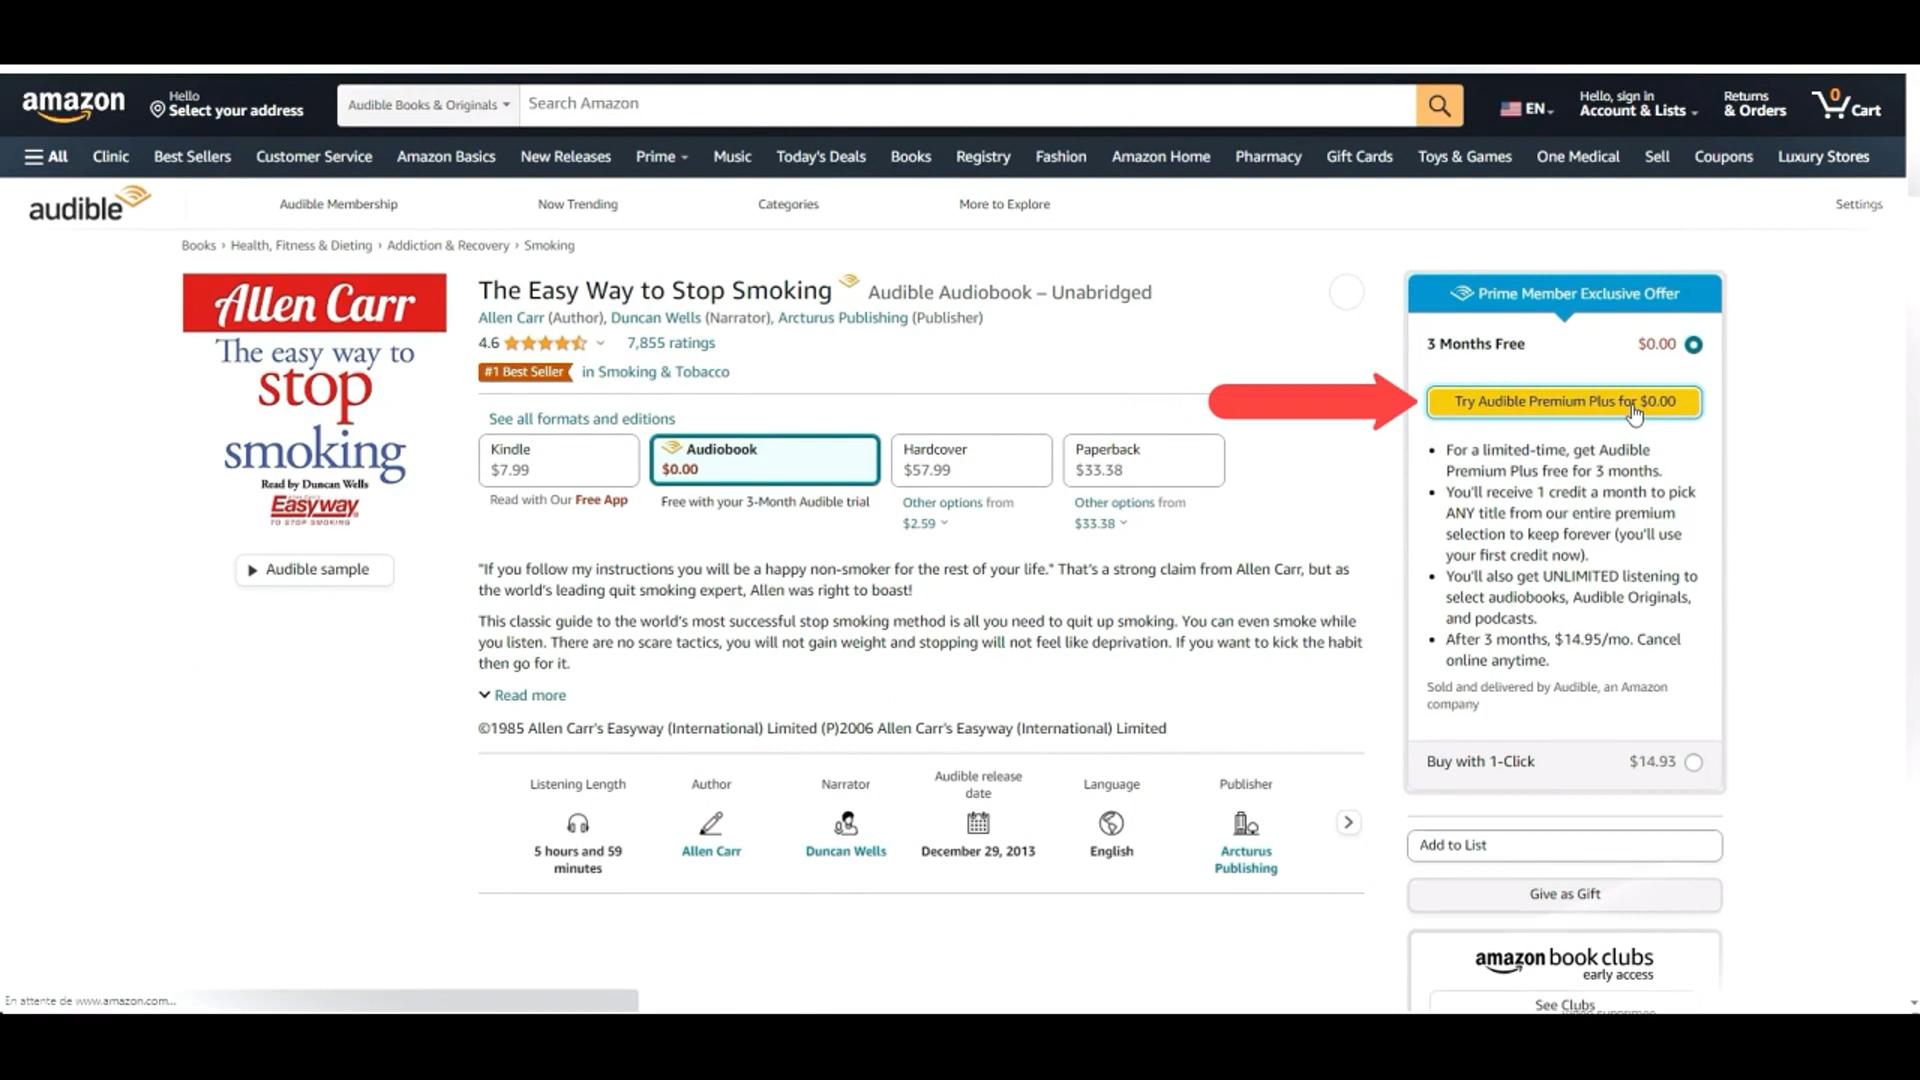 amazon
Hello
Select your address
Audible Books & Originals
Search Amazon
EN
Hello, sign in
Account & Lists
Returns
& Orders
0
Cart
All
Clinic
Best Sellers
Customer Service
Amazon Basics
New Releases
Prime
Music
Today's Deals
Books
Registry
Fashion
Amazon Home
Pharmacy
Gift Cards
Toys & Games
One Medical
Sell
Coupons
Luxury Stores
audible
Audible Membership
Now Trending
Categories
More to Explore
Settings
Books › Health, Fitness & Dieting › Addiction & Recovery › Smoking
Allen Carr
The easy way to
stop
smoking
Read by Duncan Wells
Easyway
TO STOP SMOKING
Audible sample
The Easy Way to Stop Smoking Audible Audiobook – Unabridged
Allen Carr (Author), Duncan Wells (Narrator), Arcturus Publishing (Publisher)
4.6 7,855 ratings
#1 Best Seller in Smoking & Tobacco
See all formats and editions
Kindle
$7.99
Read with Our Free App
Audiobook
$0.00
Free with your 3-Month Audible trial
Hardcover
$57.99
Other options from
$2.59
Paperback
$33.38
Other options from
$33.38
"If you follow my instructions you will be a happy non-smoker for the rest of your life." That's a strong claim from Allen Carr, but as
the world's leading quit smoking expert, Allen was right to boast!
This classic guide to the world's most successful stop smoking method is all you need to quit up smoking. You can even smoke while
you listen. There are no scare tactics, you will not gain weight and stopping will not feel like deprivation. If you want to kick the habit
then go for it.
Read more
©1985 Allen Carr's Easyway (International) Limited (P)2006 Allen Carr's Easyway (International) Limited
Listening Length
5 hours and 59
minutes
Author
Allen Carr
Narrator
Duncan Wells
Audible release
date
December 29, 2013
Language
English
Publisher
Arcturus
Publishing
Prime Member Exclusive Offer
3 Months Free $0.00
Try Audible Premium Plus for $0.00
• For a limited-time, get Audible
Premium Plus free for 3 months.
• You'll receive 1 credit a month to pick
ANY title from our entire premium
selection to keep forever (you'll use
your first credit now).
• You'll also get UNLIMITED listening to
select audiobooks, Audible Originals,
and podcasts.
• After 3 months, $14.95/mo. Cancel
online anytime.
Sold and delivered by Audible, an Amazon
company
Buy with 1-Click $14.93
Add to List
Give as Gift
amazon book clubs
early access
See Clubs
En attente de www.amazon.com...